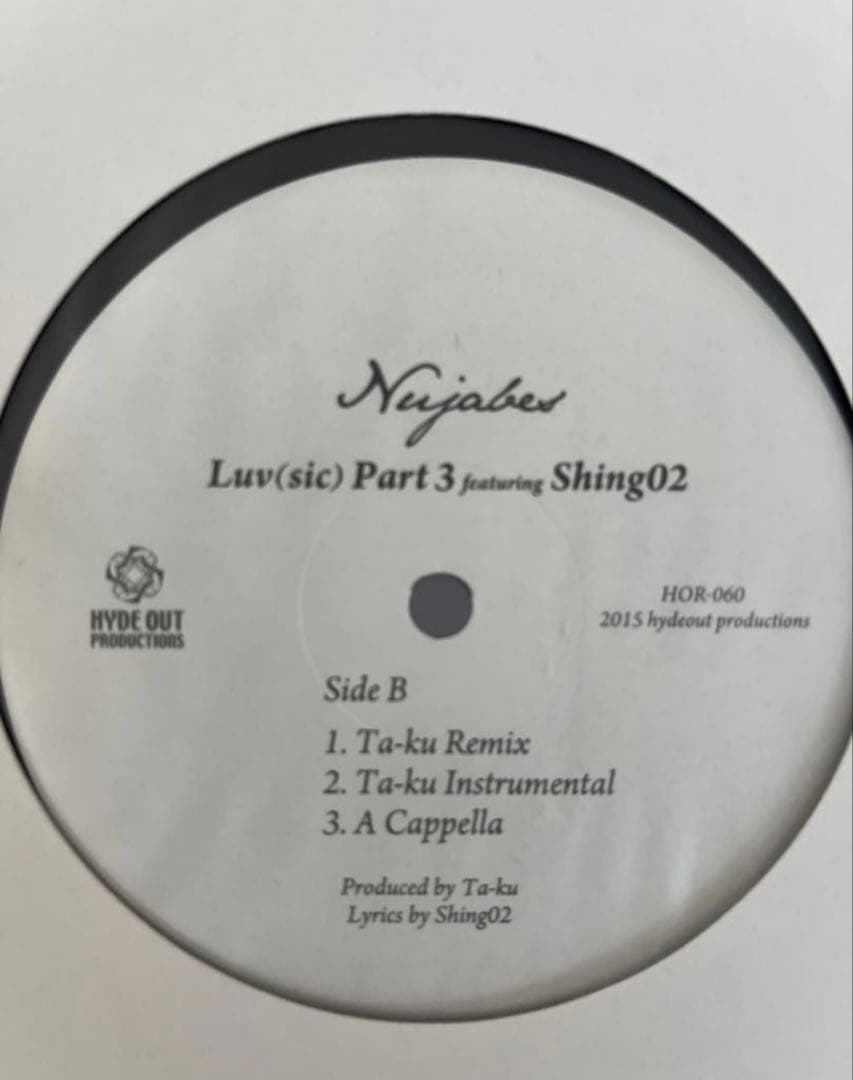 Nujabes
Luv(sic) Part 3 featuring Shing02
HYDE OUT
PRODUCTIONS
HOR-060
2015 hydeout productions
Side B
1. Ta-ku Remix
2. Ta-ku Instrumental
3. A Cappella
Produced by Ta-ku
Lyrics by Shing02